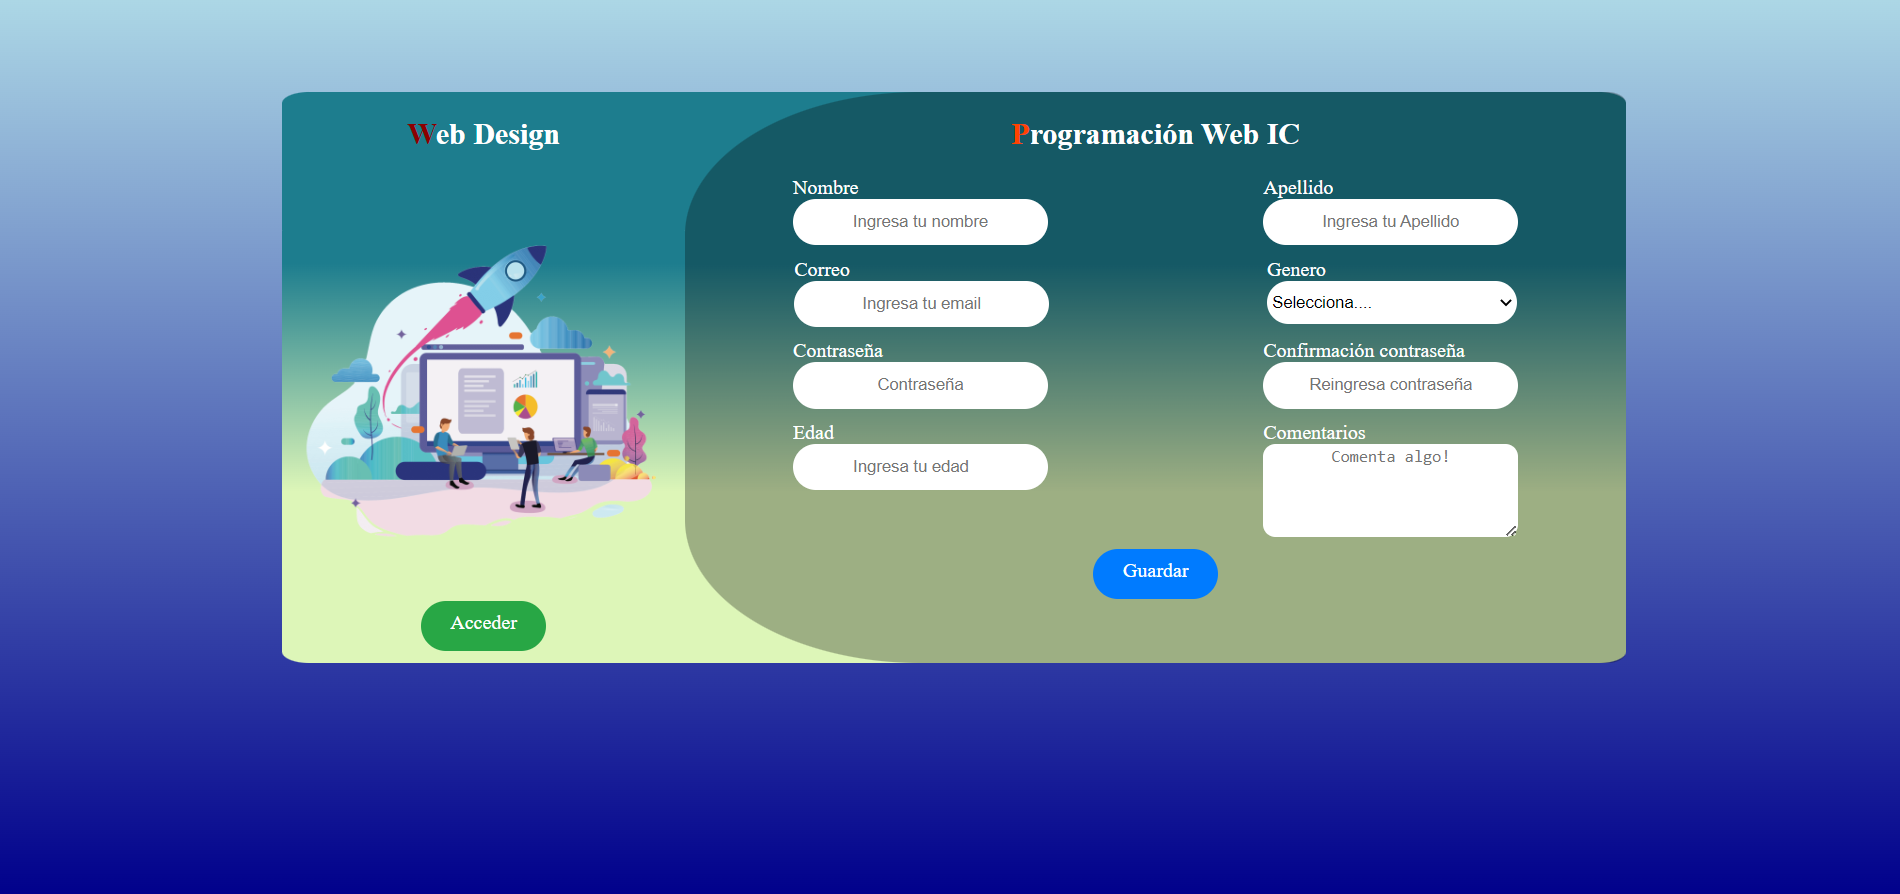 Web Design
Acceder
Programación Web IC
Nombre
Ingresa tu nombre
Apellido
Ingresa tu Apellido
Correo
Ingresa tu email
Genero
Selecciona....
Contraseña
Contraseña
Confirmación contraseña
Reingresa contraseña
Edad
Ingresa tu edad
Comentarios
Comenta algo!
Guardar